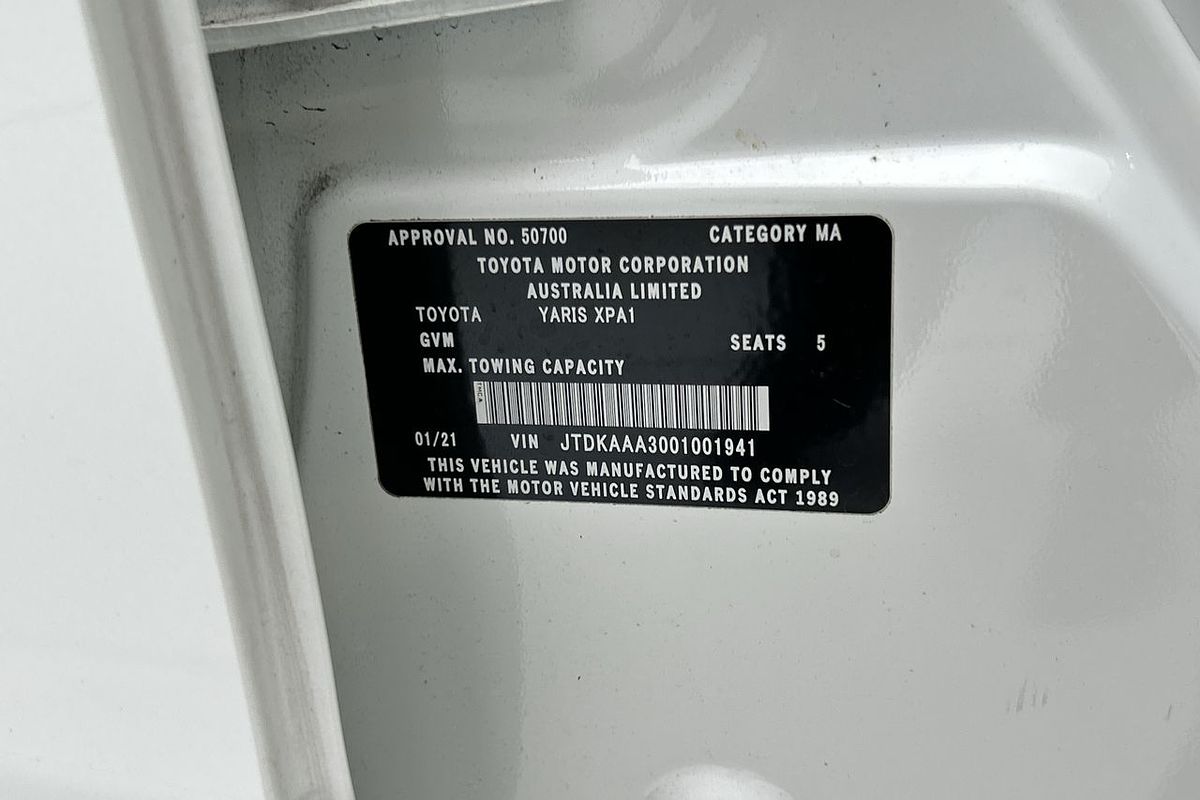 APPROVAL NO. 50700 CATEGORY MA
TOYOTA MOTOR CORPORATION
AUSTRALIA LIMITED
TOYOTA YARIS XPA1
GVM SEATS 5
MAX. TOWING CAPACITY
01/21 VIN JTDKAAA3001001941
THIS VEHICLE WAS MANUFACTURED TO COMPLY
WITH THE MOTOR VEHICLE STANDARDS ACT 1989